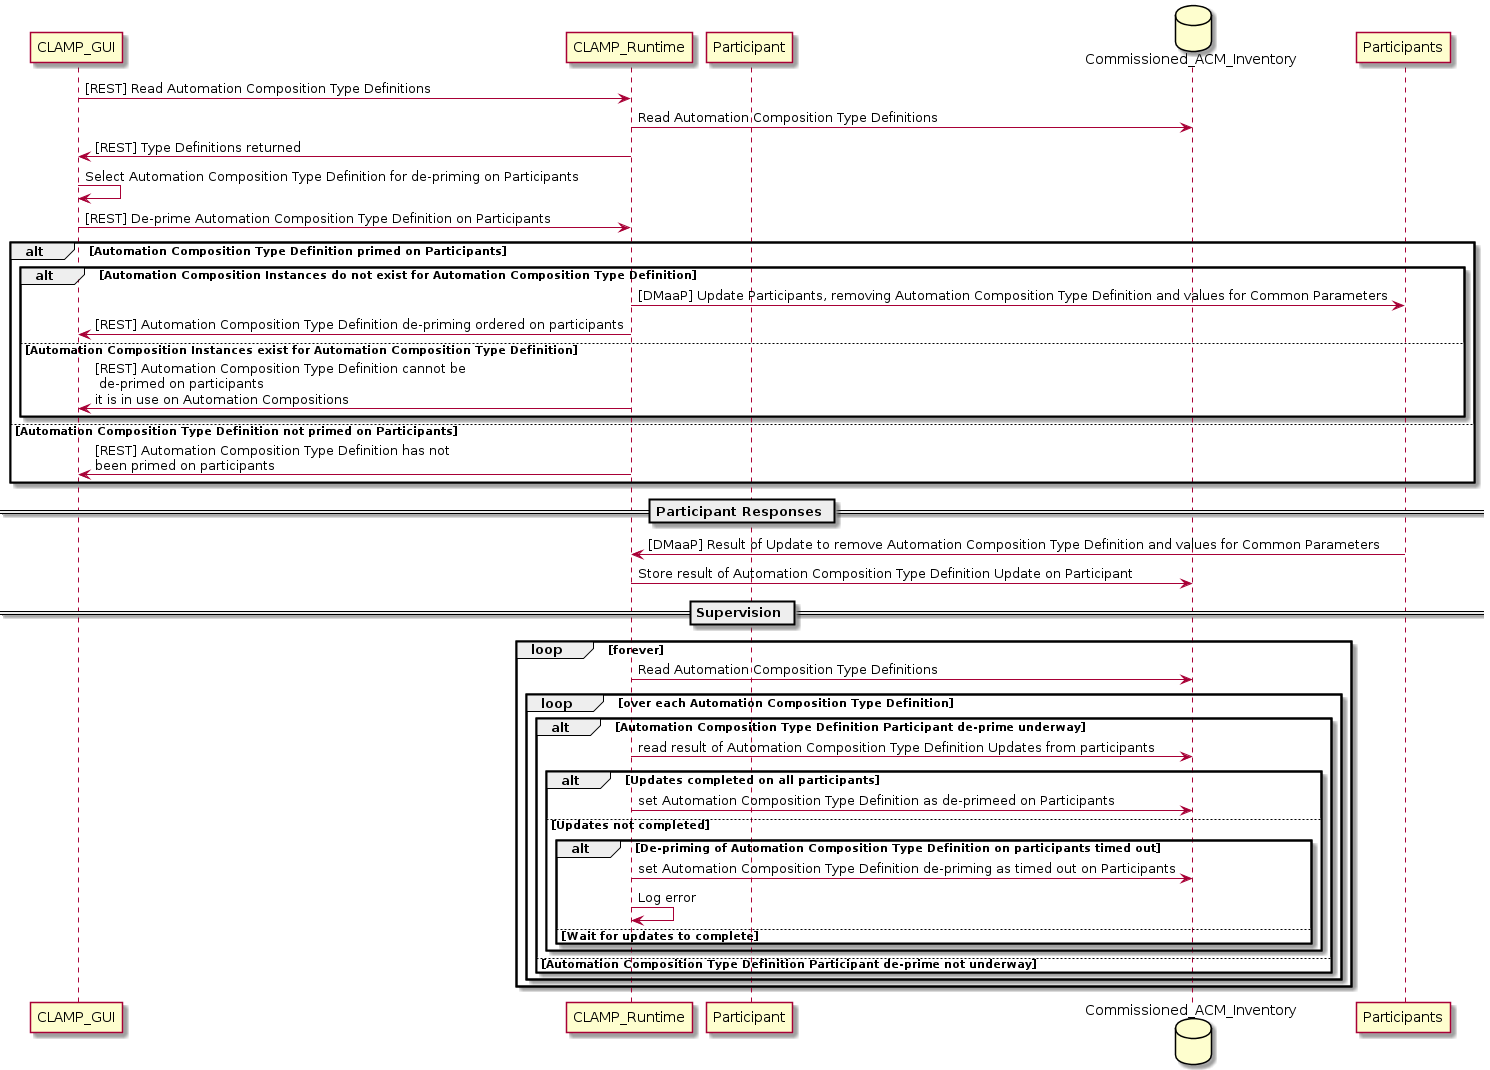 CLAMP_GUI
CLAMP_Runtime
Participant
Commissioned_ACM_Inventory
Participants
[REST] Read Automation Composition Type Definitions
Read Automation Composition Type Definitions
[REST] Type Definitions returned
Select Automation Composition Type Definition for de-priming on Participants
[REST] De-prime Automation Composition Type Definition on Participants
alt [Automation Composition Type Definition primed on Participants]
alt [Automation Composition Instances do not exist for Automation Composition Type Definition]
[DMaaP] Update Participants, removing Automation Composition Type Definition and values for Common Parameters
[REST] Automation Composition Type Definition de-priming ordered on participants
[Automation Composition Instances exist for Automation Composition Type Definition]
[REST] Automation Composition Type Definition cannot be
de-primed on participants
it is in use on Automation Compositions
[Automation Composition Type Definition not primed on Participants]
[REST] Automation Composition Type Definition has not
been primed on participants
Participant Responses
[DMaaP] Result of Update to remove Automation Composition Type Definition and values for Common Parameters
Store result of Automation Composition Type Definition Update on Participant
Supervision
loop [forever]
Read Automation Composition Type Definitions
loop [over each Automation Composition Type Definition]
alt [Automation Composition Type Definition Participant de-prime underway]
read result of Automation Composition Type Definition Updates from participants
alt [Updates completed on all participants]
set Automation Composition Type Definition as de-primeed on Participants
[Updates not completed]
alt [De-priming of Automation Composition Type Definition on participants timed out]
set Automation Composition Type Definition de-priming as timed out on Participants
Log error
[Wait for updates to complete]
[Automation Composition Type Definition Participant de-prime not underway]
CLAMP_GUI
CLAMP_Runtime
Participant
Commissioned_ACM_Inventory
Participants